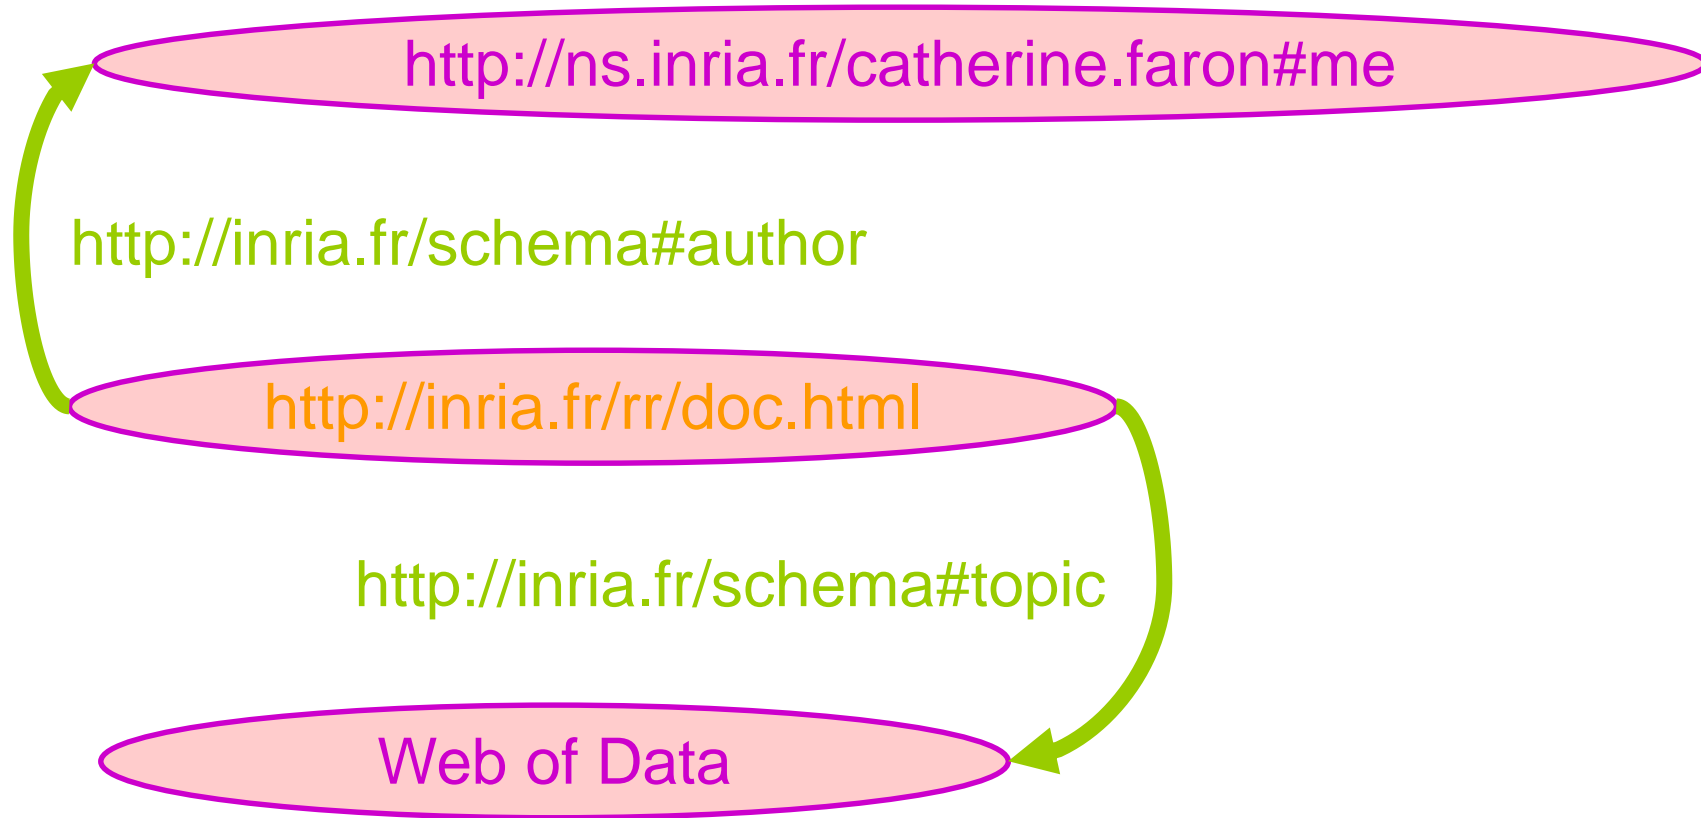 http://ns.inria.fr/catherine.faron#me
http://inria.fr/schema#author
http://inria.fr/rr/doc.html
http://inria.fr/schema#topic
Web of Data